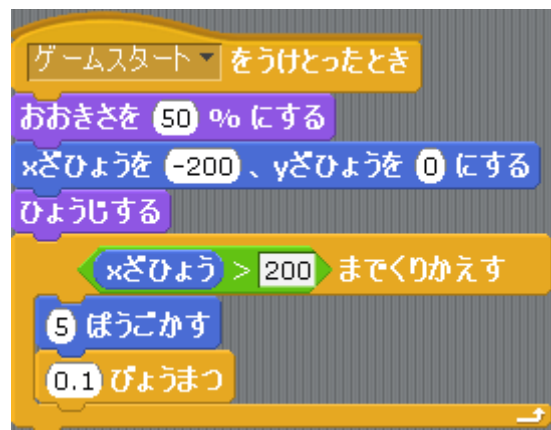 ゲームスタート をうけとったとき
おおきさを 50 % にする
xざひょうを -200 、yざひょうを 0 にする
ひょうじする
xざひょう > 200 までくりかえす
5 ほうごかす
0.1 びょうまつ